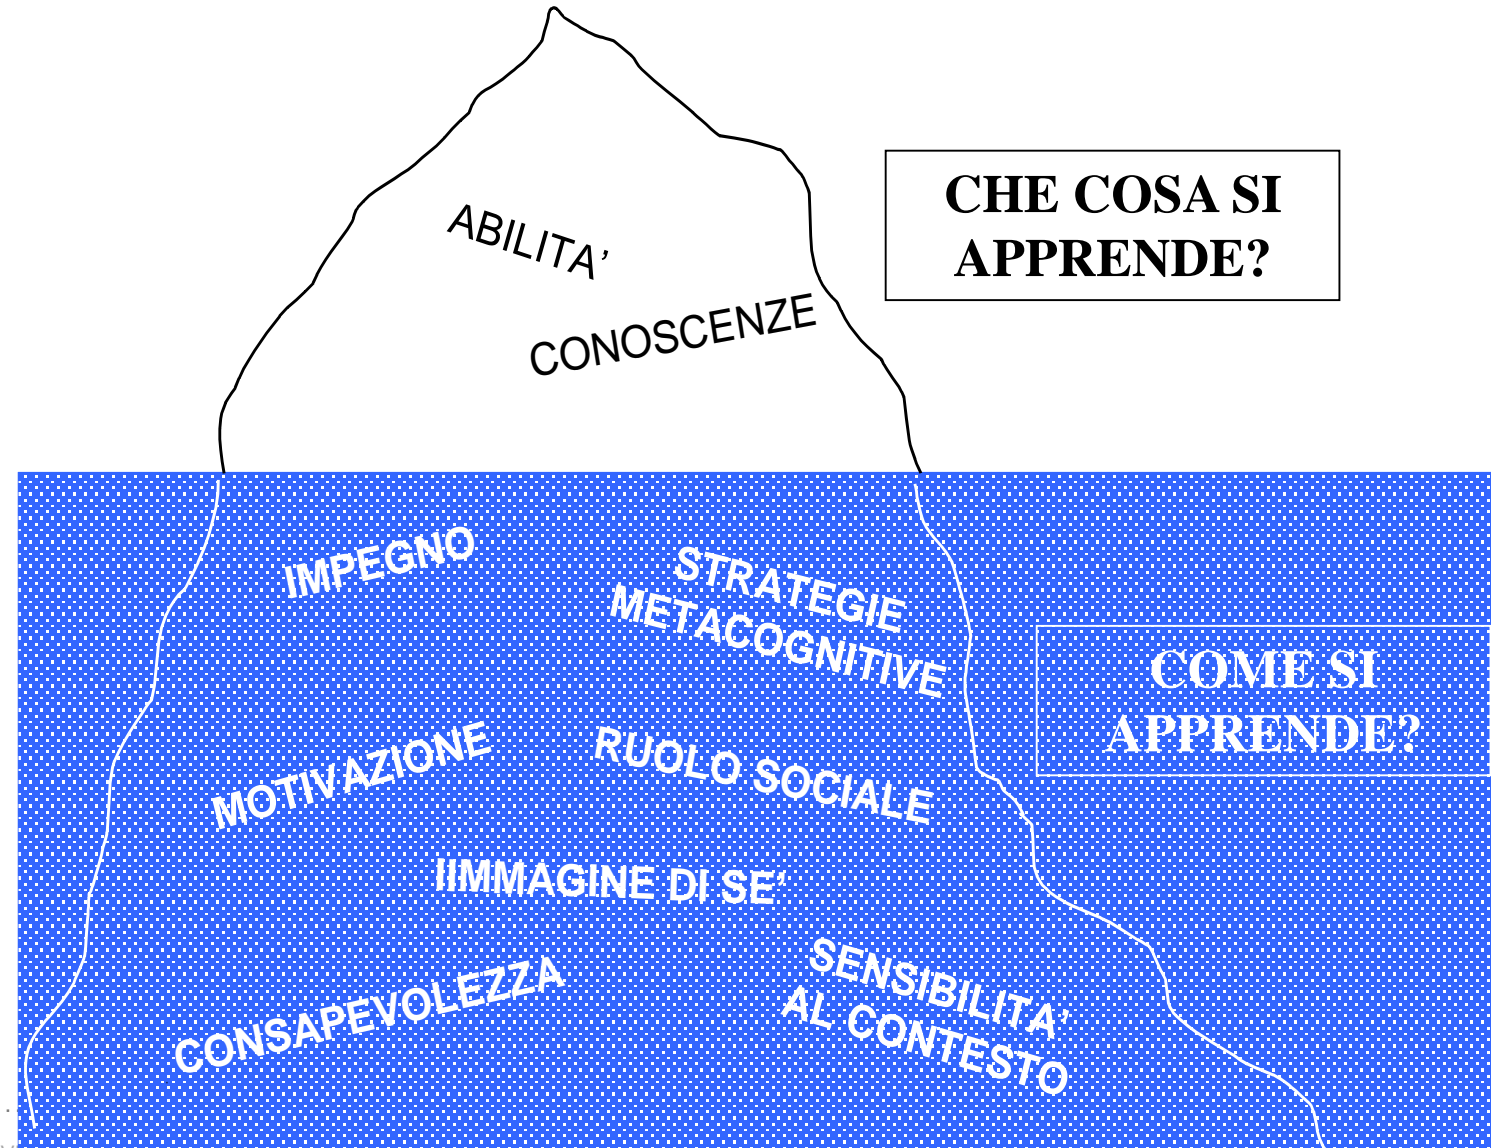 ABILITA’
CONOSCENZE
CHE COSA SI
APPRENDE?
IMPEGNO
STRATEGIE
METACOGNITIVE
COME SI
APPRENDE?
MOTIVAZIONE
RUOLO SOCIALE
IIMMAGINE DI SE’
CONSAPEVOLEZZA
SENSIBILITA’
AL CONTESTO